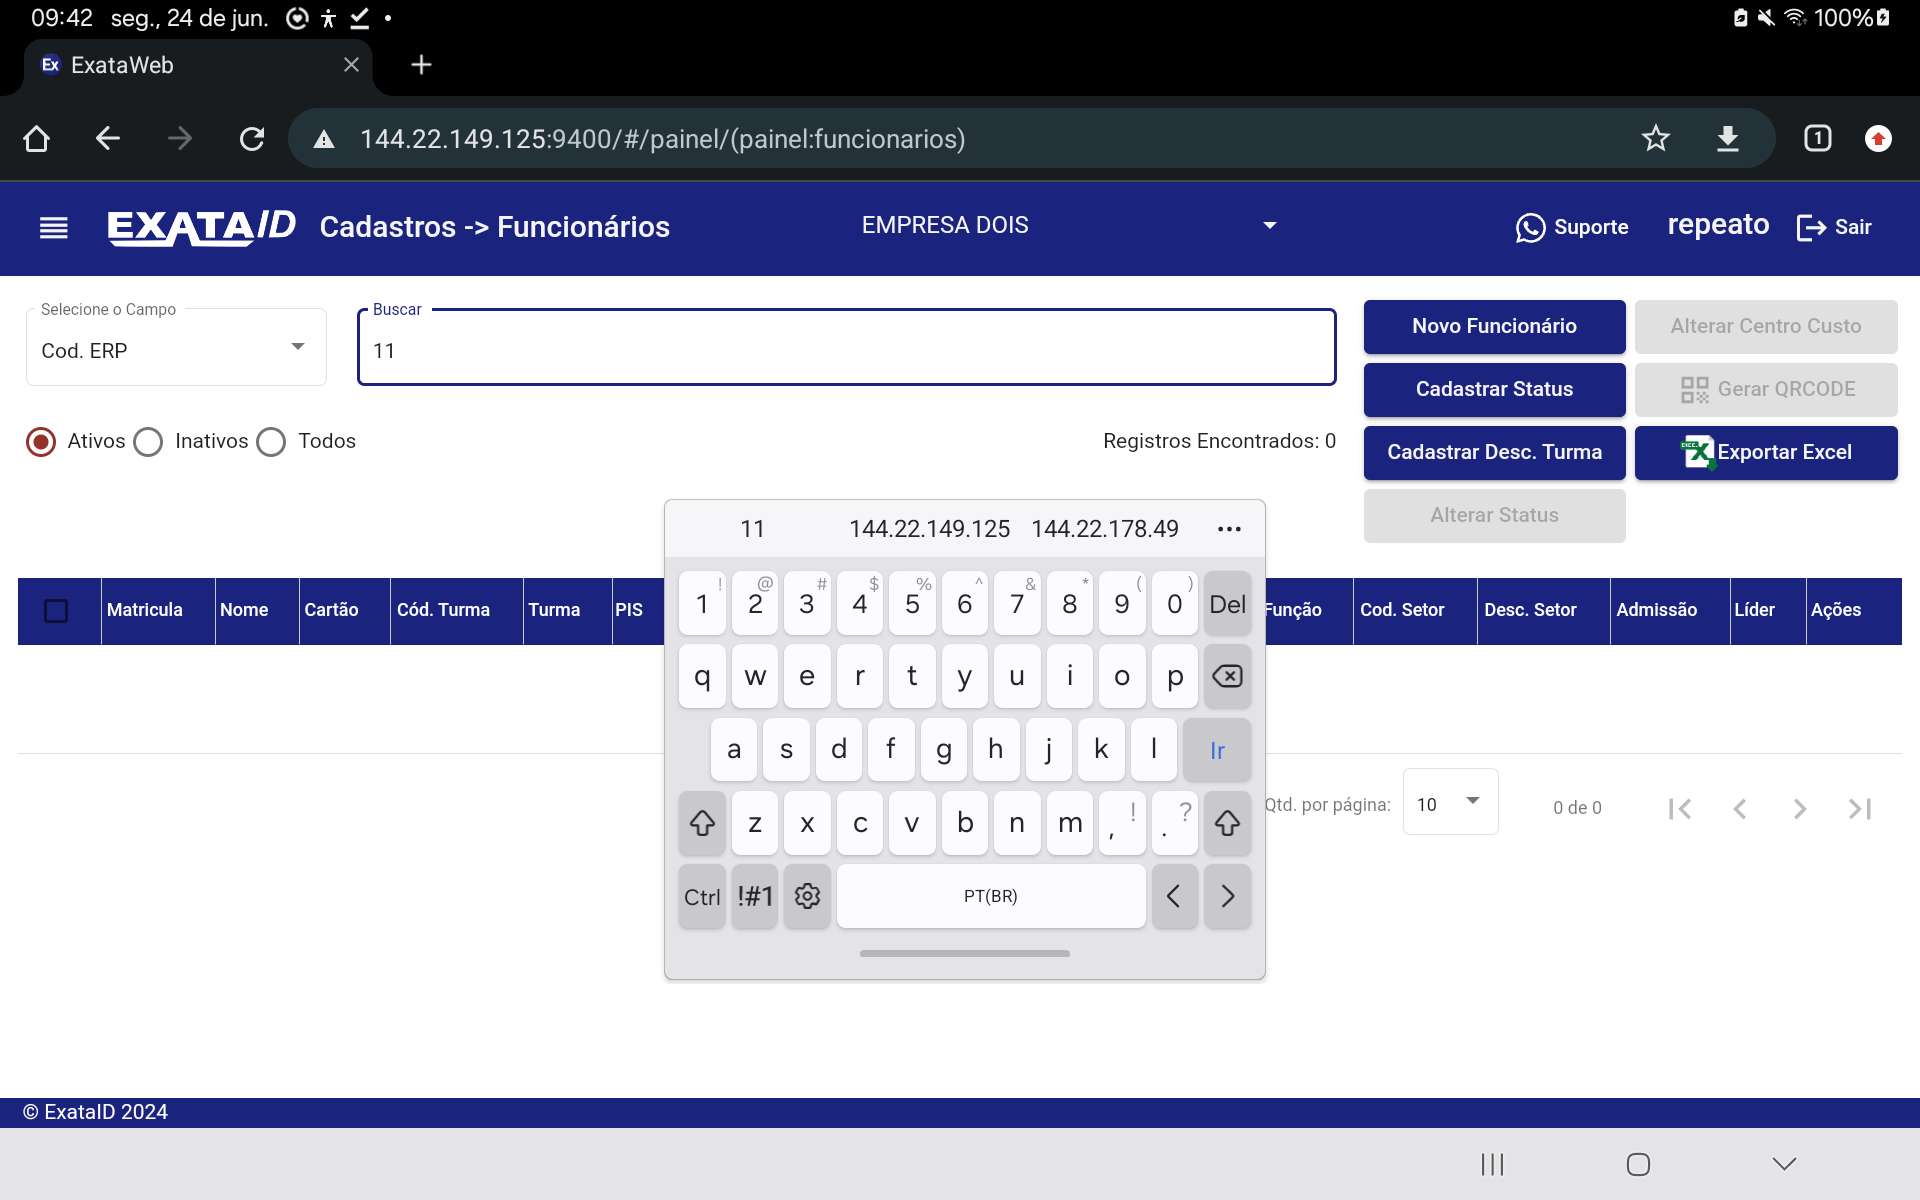 09:42 seg., 24 de jun. 100%
Ex ExataWeb
144.22.149.125:9400/#/painel/(painel:funcionarios) 1
EXATAID Cadastros -> Funcionários EMPRESA DOIS Suporte repeato Sair
Selecione o Campo Buscar
Cod. ERP 11
Novo Funcionário Alterar Centro Custo
Cadastrar Status Gerar QRCODE
Ativos Inativos Todos Registros Encontrados: 0
Cadastrar Desc. Turma Exportar Excel
Alterar Status
11 144.22.149.125 144.22.178.49 •••
Matricula Nome Cartão Cód. Turma Turma PIS Função Cod. Setor Desc. Setor Admissão Líder Ações
! @ # $ % ^ & * ( )
1 2 3 4 5 6 7 8 9 0 Del
q w e r t y u i o p
a s d f g h j k l Ir
z x c v b n m , ! . ?
Ctrl !#1 PT(BR) < >
Qtd. por página: 10 0 de 0
© ExataID 2024